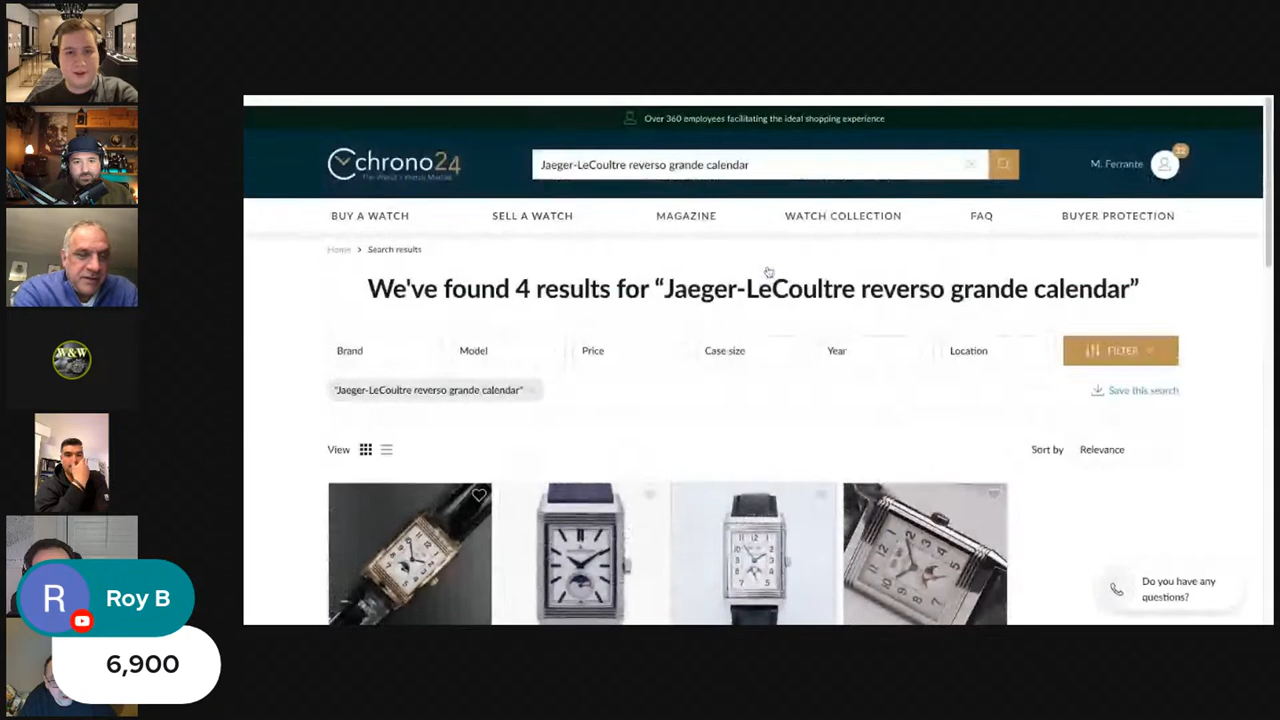 Over 360 employees facilitating the ideal shopping experience
chrono24
Jaeger-LeCoultre reverso grande calendar
M. Ferrante
BUY A WATCH
SELL A WATCH
MAGAZINE
WATCH COLLECTION
FAQ
BUYER PROTECTION
Home > Search results
We've found 4 results for “Jaeger-LeCoultre reverso grande calendar”
Brand
Model
Price
Case size
Year
Location
FILTER
"Jaeger-LeCoultre reverso grande calendar"
Save this search
View
Sort by
Relevance
Do you have any
questions?
W&W
R
Roy B
6,900